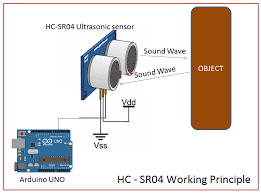 HC-SR04 Ultrasonic sensor
Sound Wave
Sound Wave
OBJECT
Vdd
Vss
Arduino UNO
HC - SR04 Working Principle